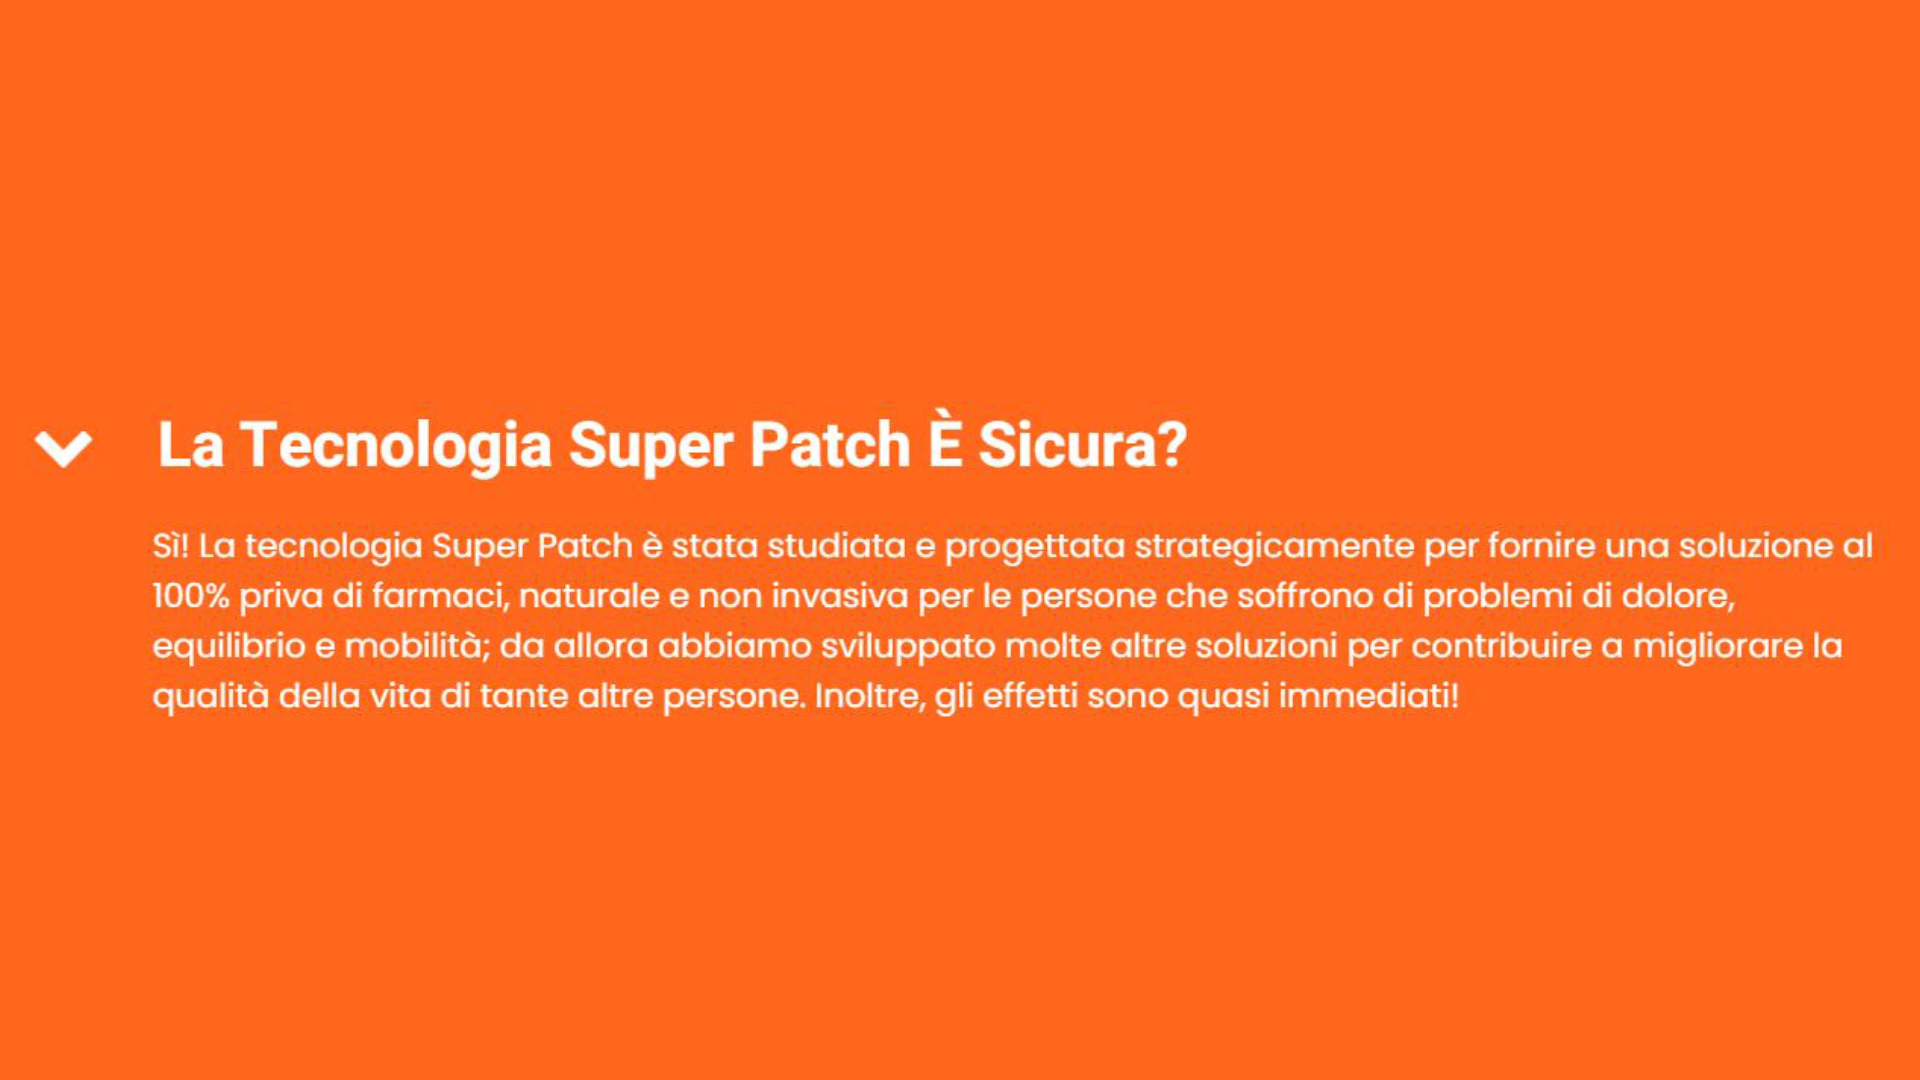 La Tecnologia Super Patch È Sicura?
Sì! La tecnologia Super Patch è stata studiata e progettata strategicamente per fornire una soluzione al
100% priva di farmaci, naturale e non invasiva per le persone che soffrono di problemi di dolore,
equilibrio e mobilità; da allora abbiamo sviluppato molte altre soluzioni per contribuire a migliorare la
qualità della vita di tante altre persone. Inoltre, gli effetti sono quasi immediati!